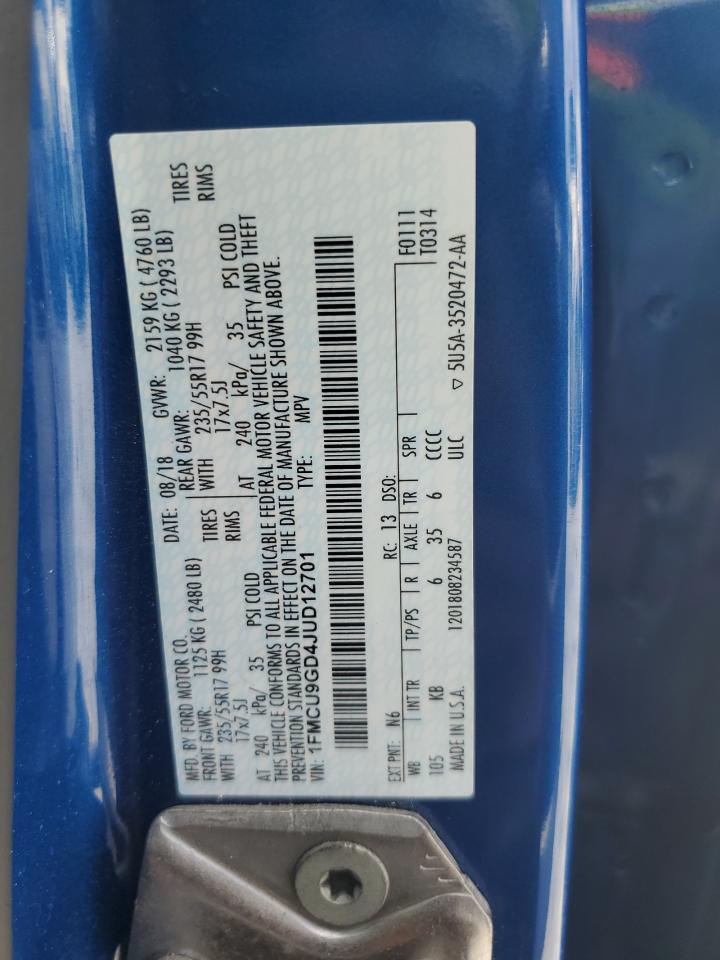 MFD. BY FORD MOTOR CO.
DATE: 08/18 GVWR: 2159 KG ( 4760 LB)
FRONT GAWR: 1125 KG ( 2480 LB)
REAR GAWR: 1040 KG ( 2293 LB)
WITH 235/55R17 99H TIRES
WITH 235/55R17 99H TIRES
17x7.5J RIMS
17x7.5J RIMS
AT 240 kPa/ 35 PSI COLD
AT 240 kPa/ 35 PSI COLD
THIS VEHICLE CONFORMS TO ALL APPLICABLE FEDERAL MOTOR VEHICLE SAFETY AND THEFT
PREVENTION STANDARDS IN EFFECT ON THE DATE OF MANUFACTURE SHOWN ABOVE.
VIN: 1FMCU9GD4JUD12701 TYPE: MPV
EXT PNT: N6 RC: 13 DSO: F0111
WB INT TR TP/PS R AXLE TR SPR T0314
105 KB 6 35 6 CCCC
MADE IN U.S.A. 1201808234587 ULC ▽ 5U5A-3520472-AA